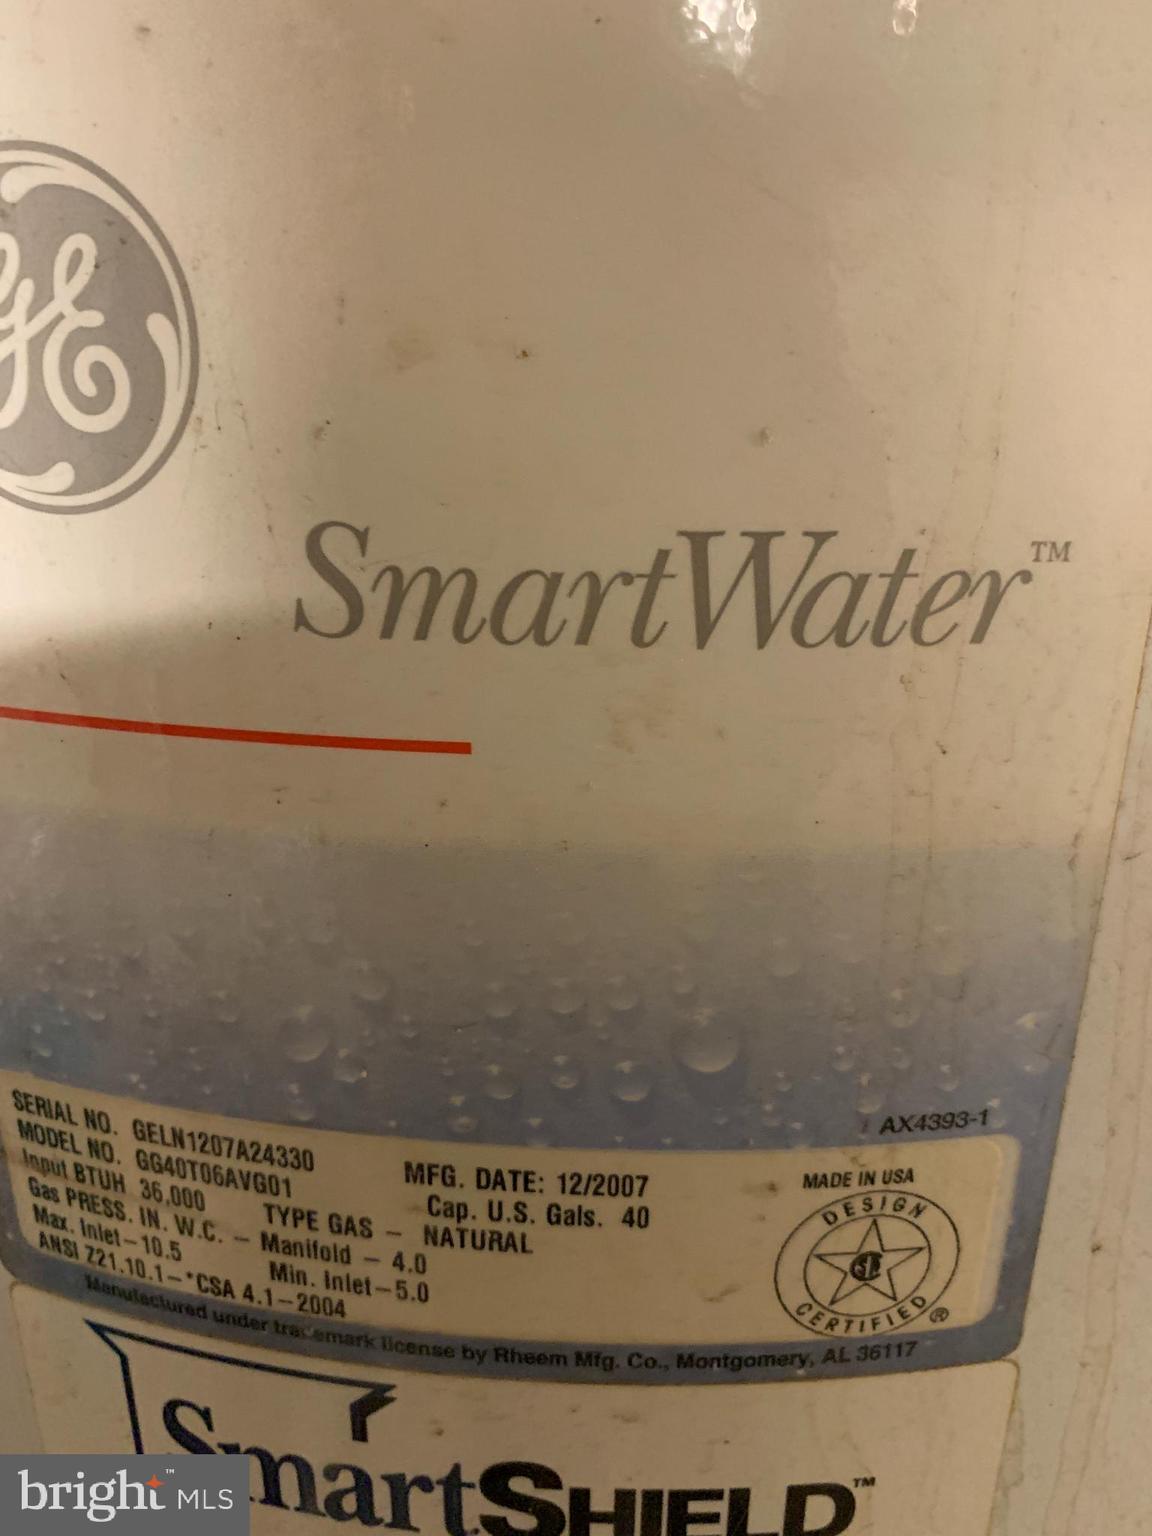 GE
SmartWater™
AX4393-1
SERIAL NO. GELN1207A24330
MODEL NO. GG40T06AVG01
MFG. DATE: 12/2007
Input BTUH 36,000
Cap. U.S. Gals. 40
TYPE GAS – NATURAL
Gas PRESS. IN. W.C. – Manifold – 4.0
Max. Inlet–10.5 Min. Inlet–5.0
ANSI Z21.10.1–*CSA 4.1–2004
MADE IN USA
DESIGN
CERTIFIED ®
Manufactured under trademark license by Rheem Mfg. Co., Montgomery, AL 36117
SmartSHIELD™
bright™ MLS